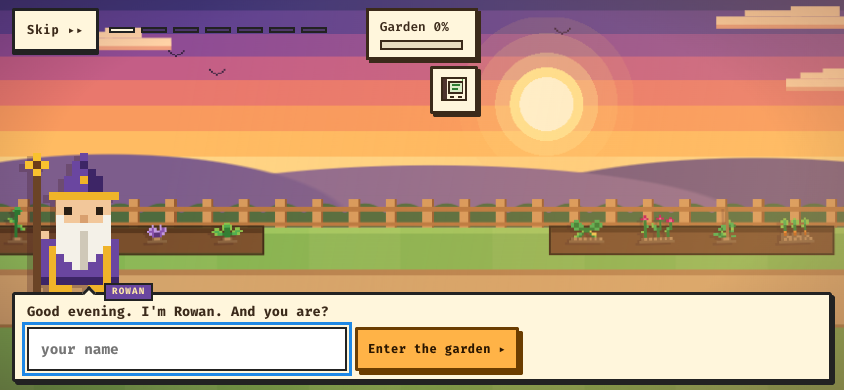 Skip ▸▸
Garden 0%
ROWAN
Good evening. I'm Rowan. And you are?
your name
Enter the garden ▸